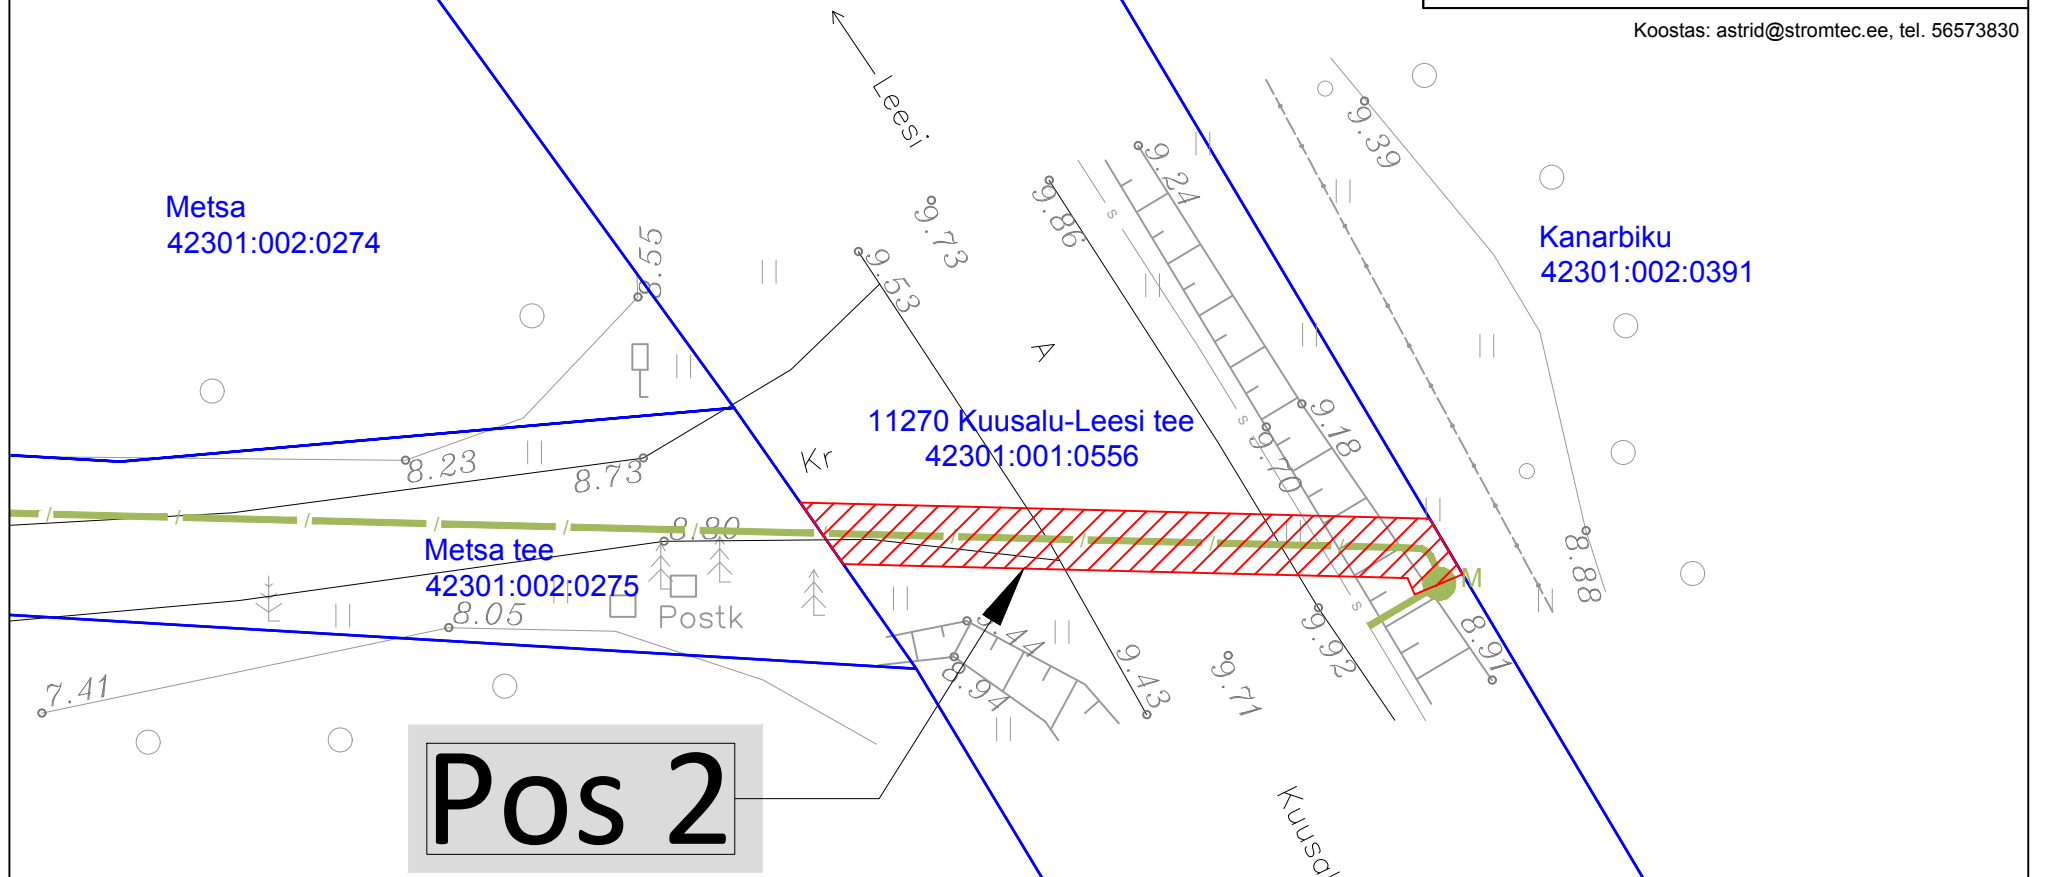 Koostas: astrid@stromtec.ee, tel. 56573830
Leesi
9.39
9.24
Metsa
42301:002:0274
8.55
9.73
9.86
Kanarbiku
42301:002:0391
9.53
A
11270 Kuusalu-Leesi tee
42301:001:0556
s
s
9.18
9.70
Kr
8.23
8.73
8.80
Metsa tee
42301:002:0275
Postk
8.05
M
8.88
N
s
9.44
8.94
9.43
9.71
9.92
8.91
7.41
Pos 2
Kuusal